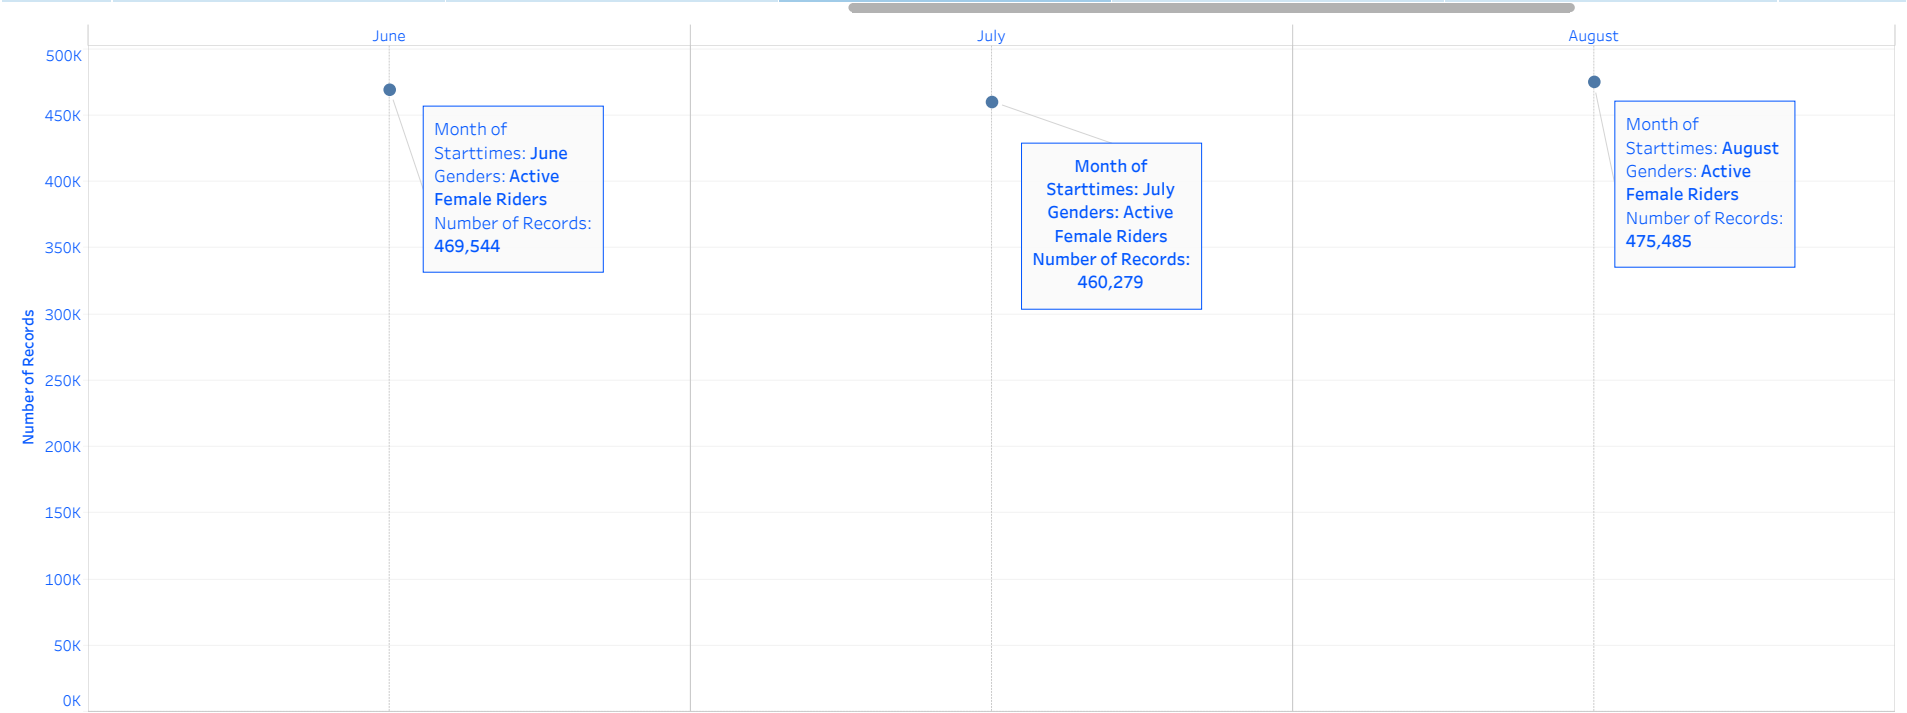 June
July
August
500K
450K
400K
350K
300K
250K
200K
150K
100K
50K
0K
Number of Records
Month of
Starttimes: June
Genders: Active
Female Riders
Number of Records:
469,544
Month of
Starttimes: July
Genders: Active
Female Riders
Number of Records:
460,279
Month of
Starttimes: August
Genders: Active
Female Riders
Number of Records:
475,485